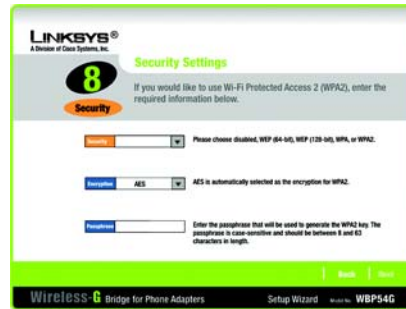 LINKSYS®
A Division of Cisco Systems, Inc.
8
Security
Security Settings
If you would like to use Wi-Fi Protected Access 2 (WPA2), enter the
required information below.
Security
Please choose disabled, WEP (64-bit), WEP (128-bit), WPA, or WPA2.
Encryption
AES
AES is automatically selected as the encryption for WPA2.
Passphrase
Enter the passphrase that will be used to generate the WPA2 key. The
passphrase is case-sensitive and should be between 8 and 63
characters in length.
Back
Next
Wireless-G Bridge for Phone Adapters
Setup Wizard
Model No. WBP54G